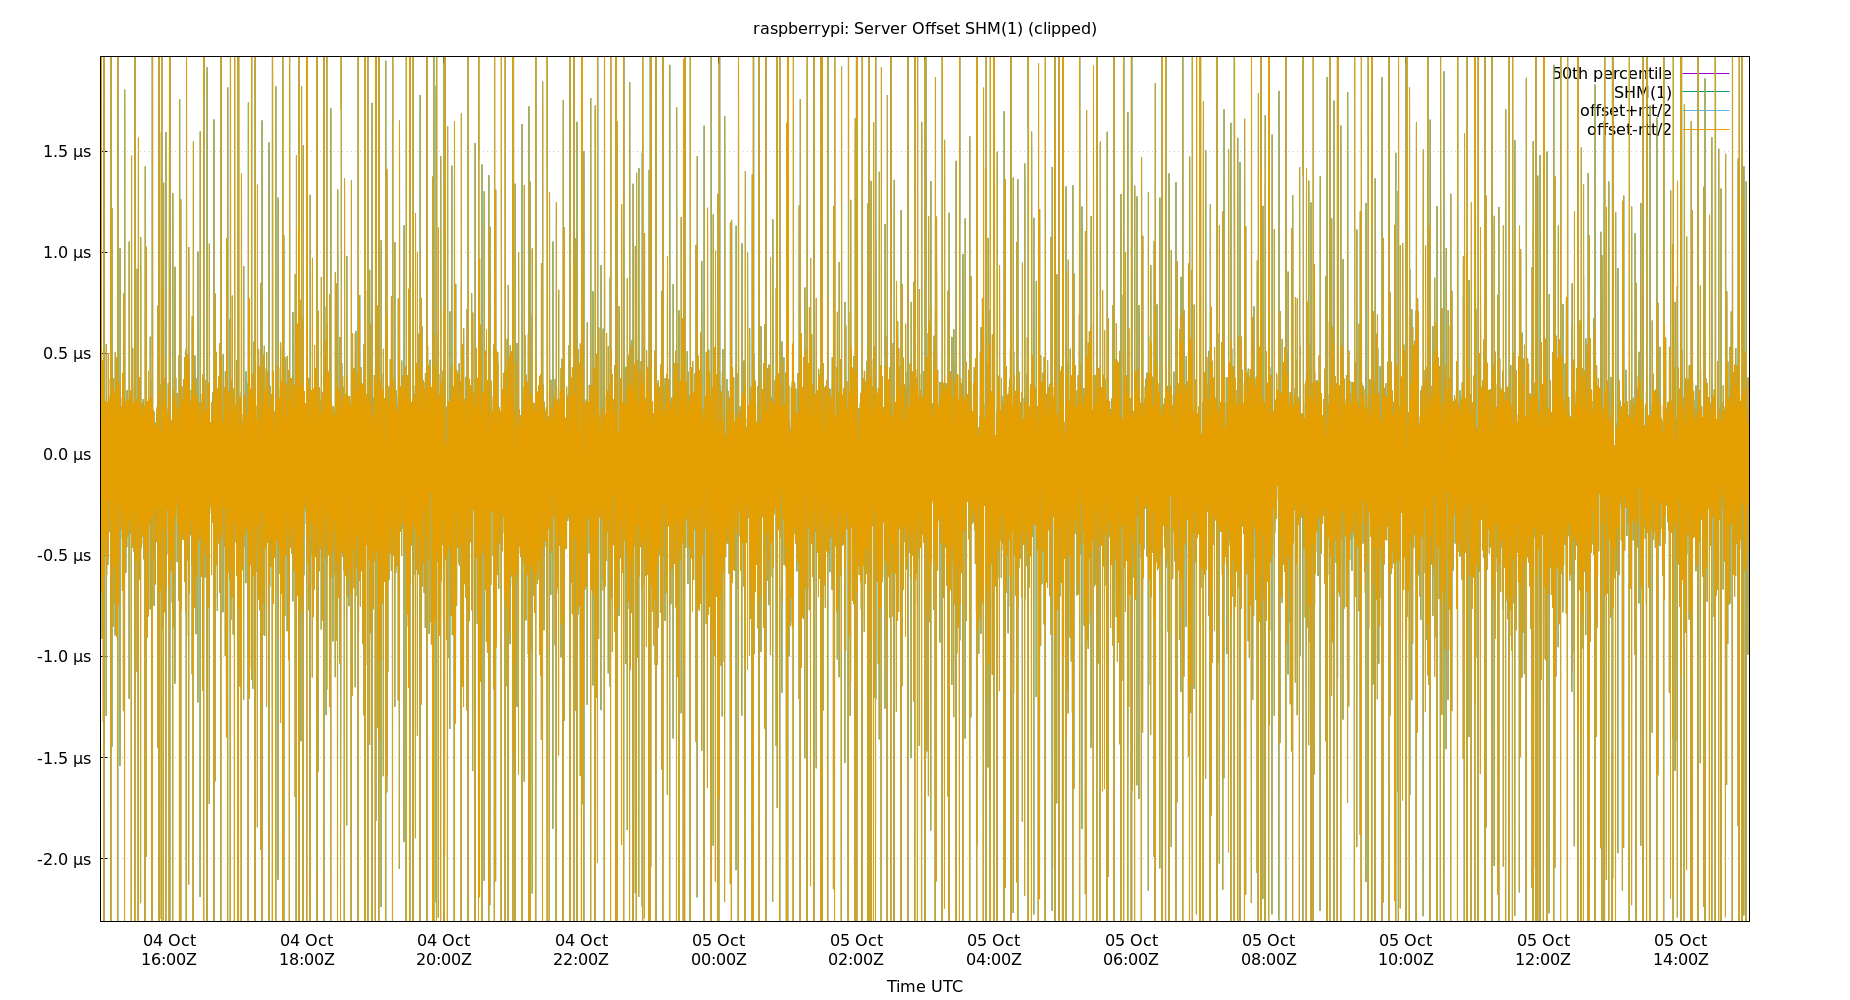 raspberrypi: Server Offset SHM(1) (clipped)
50th percentile
SHM(1)
offset+rtt/2
offset-rtt/2
1.5 µs
1.0 µs
0.5 µs
0.0 µs
-0.5 µs
-1.0 µs
-1.5 µs
-2.0 µs
04 Oct 04 Oct 04 Oct 04 Oct 05 Oct 05 Oct 05 Oct 05 Oct 05 Oct 05 Oct 05 Oct 05 Oct
16:00Z 18:00Z 20:00Z 22:00Z 00:00Z 02:00Z 04:00Z 06:00Z 08:00Z 10:00Z 12:00Z 14:00Z
Time UTC